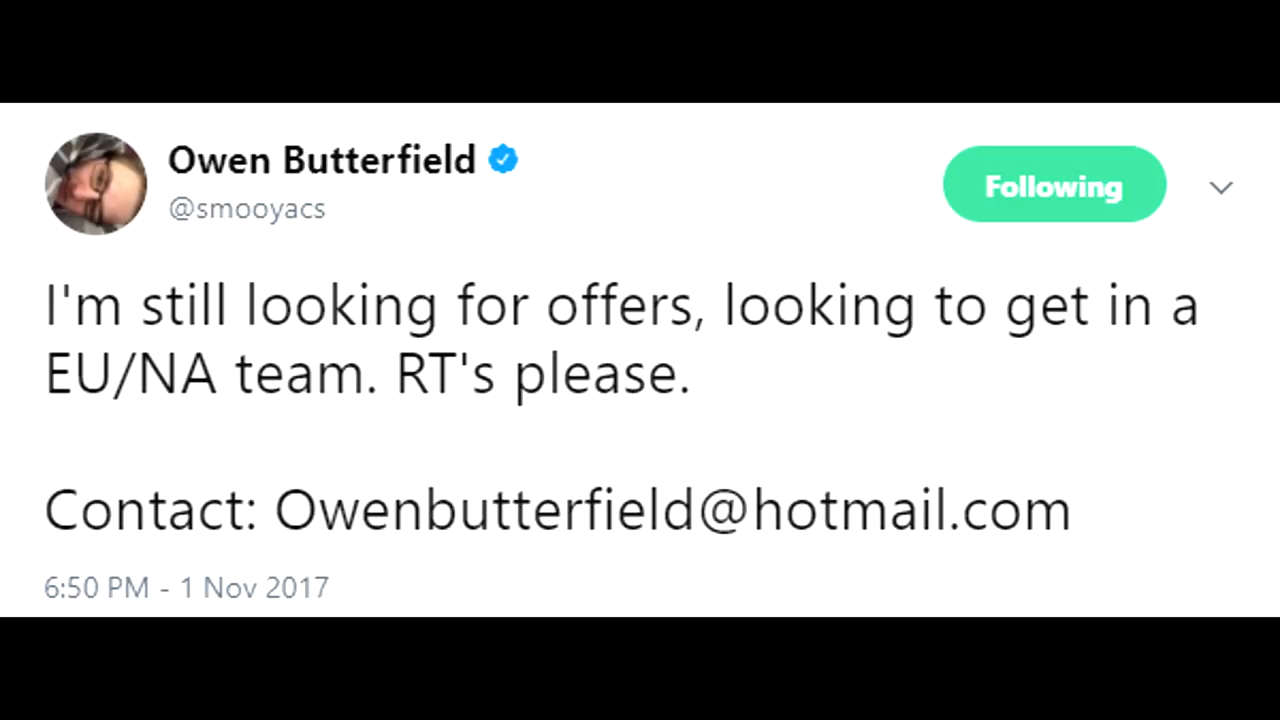 Owen Butterfield
@smooyacs
Following
I'm still looking for offers, looking to get in a
EU/NA team. RT's please.
Contact: Owenbutterfield@hotmail.com
6:50 PM - 1 Nov 2017